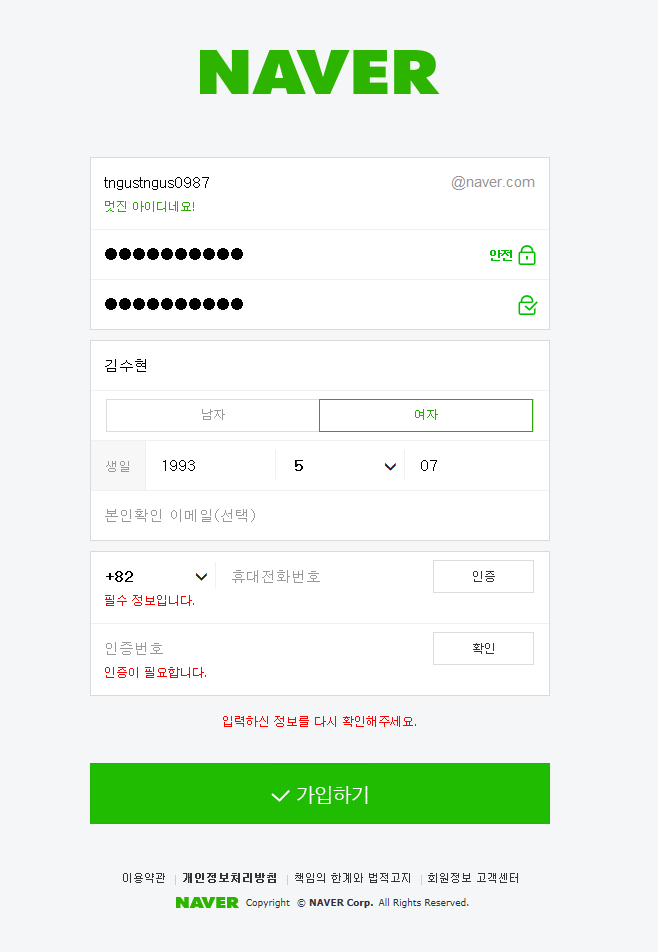 NAVER
tngustngus0987 @naver.com
멋진 아이디네요!
●●●●●●●●●● 안전
●●●●●●●●●●
김수현
남자 여자
생일 1993 5 07
본인확인 이메일(선택)
+82 휴대전화번호 인증
필수 정보입니다.
인증번호 확인
인증이 필요합니다.
입력하신 정보를 다시 확인해주세요.
가입하기
이용약관 | 개인정보처리방침 | 책임의 한계와 법적고지 | 회원정보 고객센터
NAVER Copyright © NAVER Corp. All Rights Reserved.